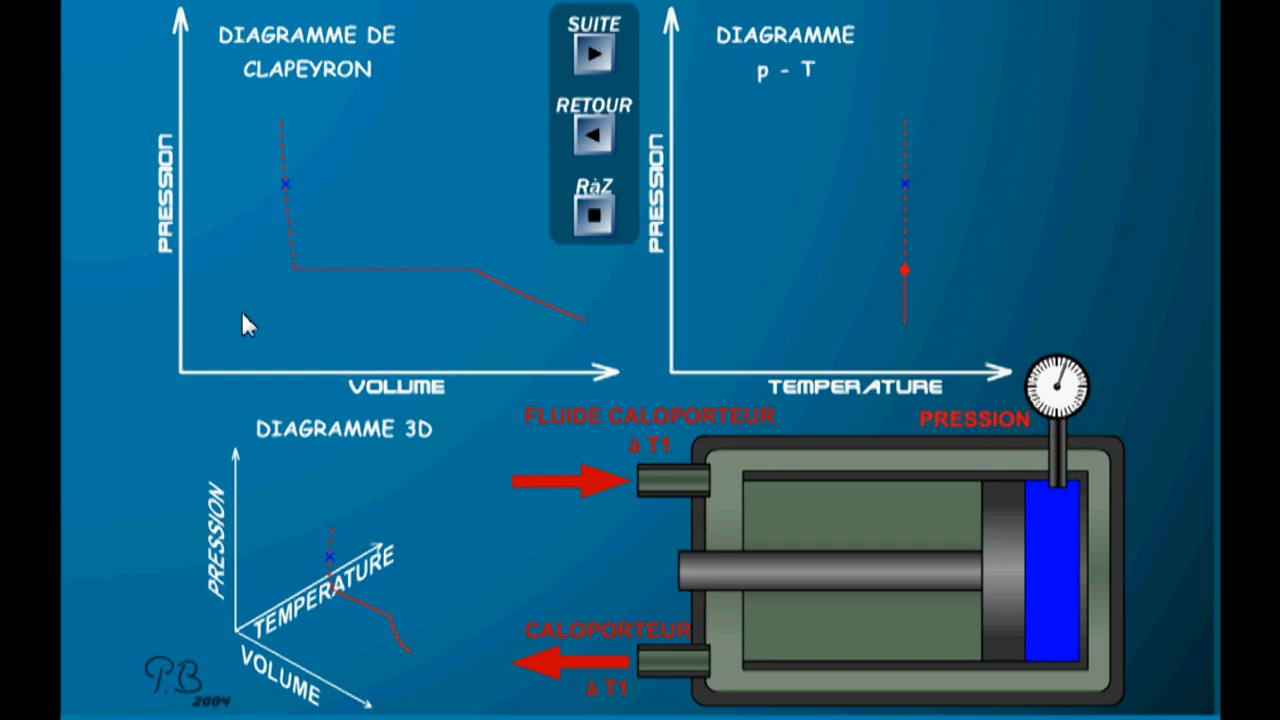 DIAGRAMME DE
CLAPEYRON
PRESSION
VOLUME
SUITE
RETOUR
RàZ
DIAGRAMME
p - T
PRESSION
TEMPERATURE
DIAGRAMME 3D
PRESSION
TEMPERATURE
VOLUME
P.B
2004
FLUIDE CALOPORTEUR
à T1
PRESSION
CALOPORTEUR
à T1